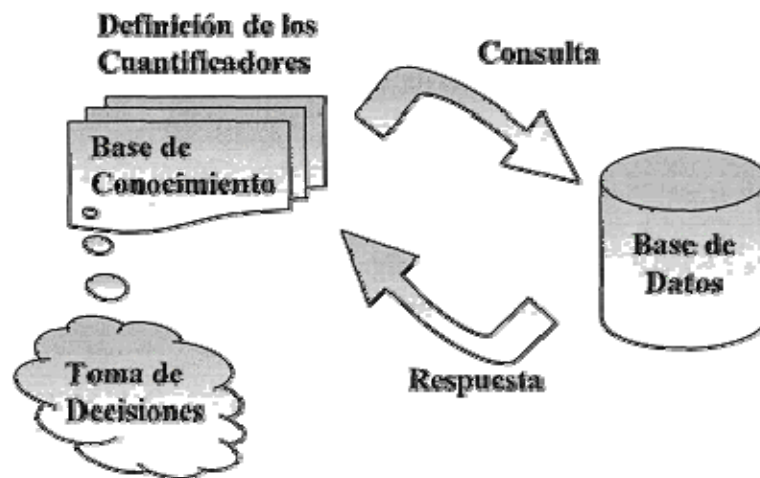 Definición de los
Cuantificadores
Consulta
Base de
Conocimiento
Base de
Datos
Respuesta
Toma de
Decisiones